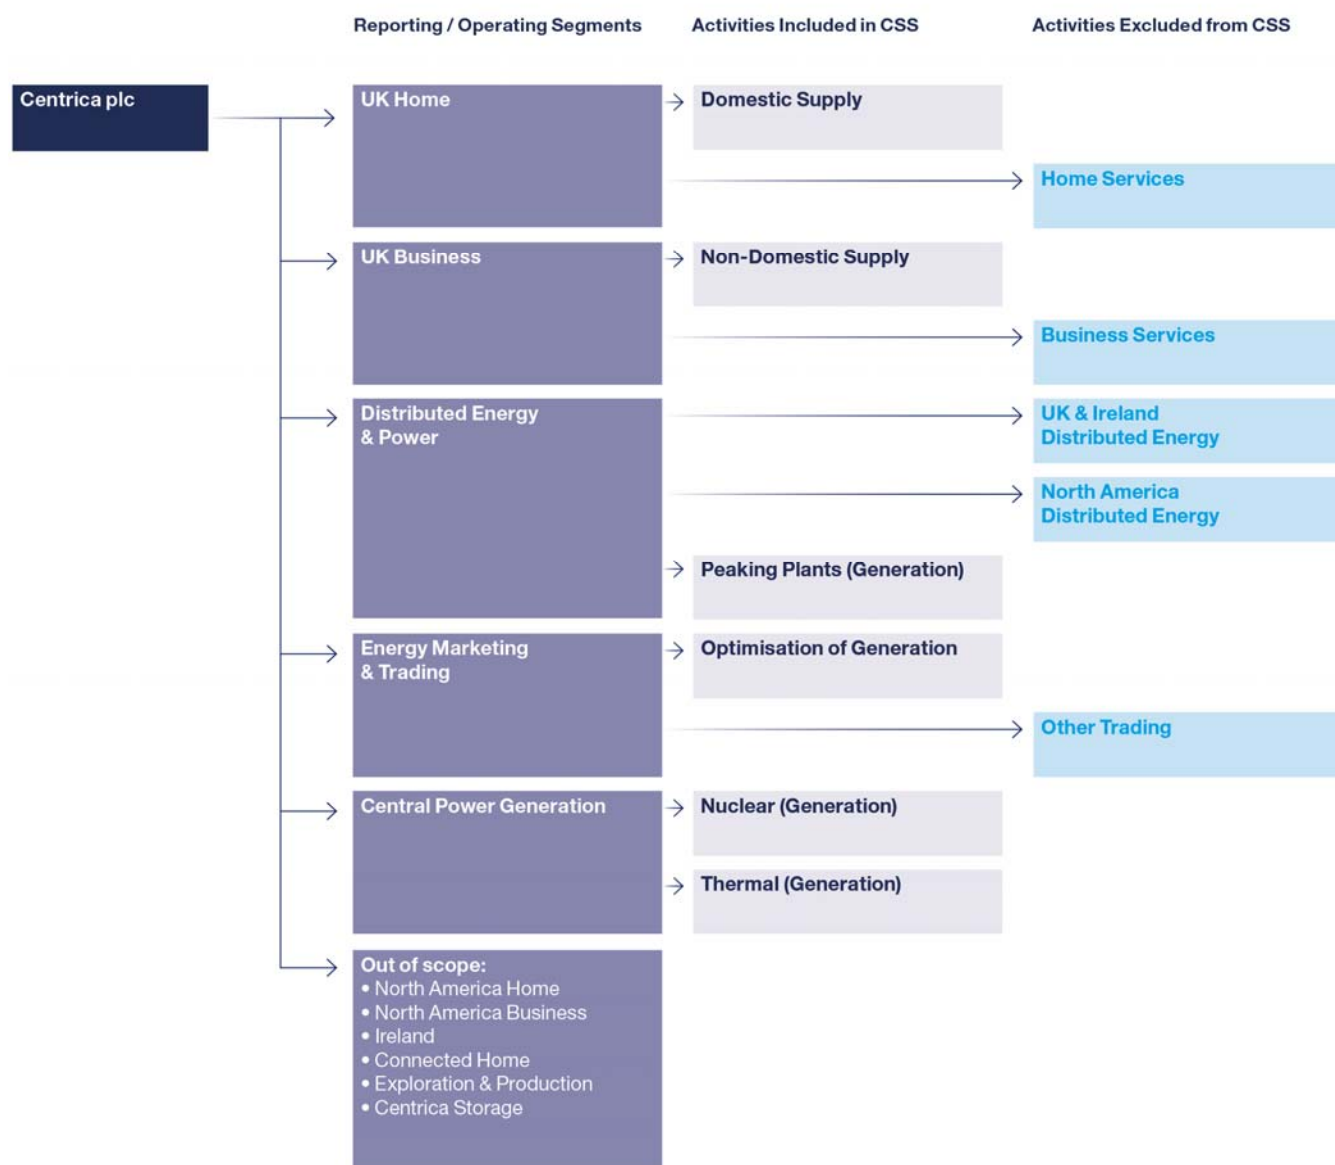 Reporting / Operating Segments
Activities Included in CSS
Activities Excluded from CSS
Centrica plc
UK Home
Domestic Supply
Home Services
UK Business
Non-Domestic Supply
Business Services
Distributed Energy
& Power
UK & Ireland
Distributed Energy
North America
Distributed Energy
Peaking Plants (Generation)
Energy Marketing
& Trading
Optimisation of Generation
Other Trading
Central Power Generation
Nuclear (Generation)
Thermal (Generation)
Out of scope:
• North America Home
• North America Business
• Ireland
• Connected Home
• Exploration & Production
• Centrica Storage